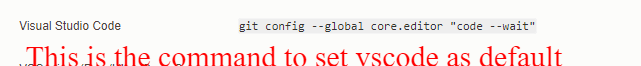 Visual Studio Code git config --global core.editor "code --wait"
This is the command to set vscode as default